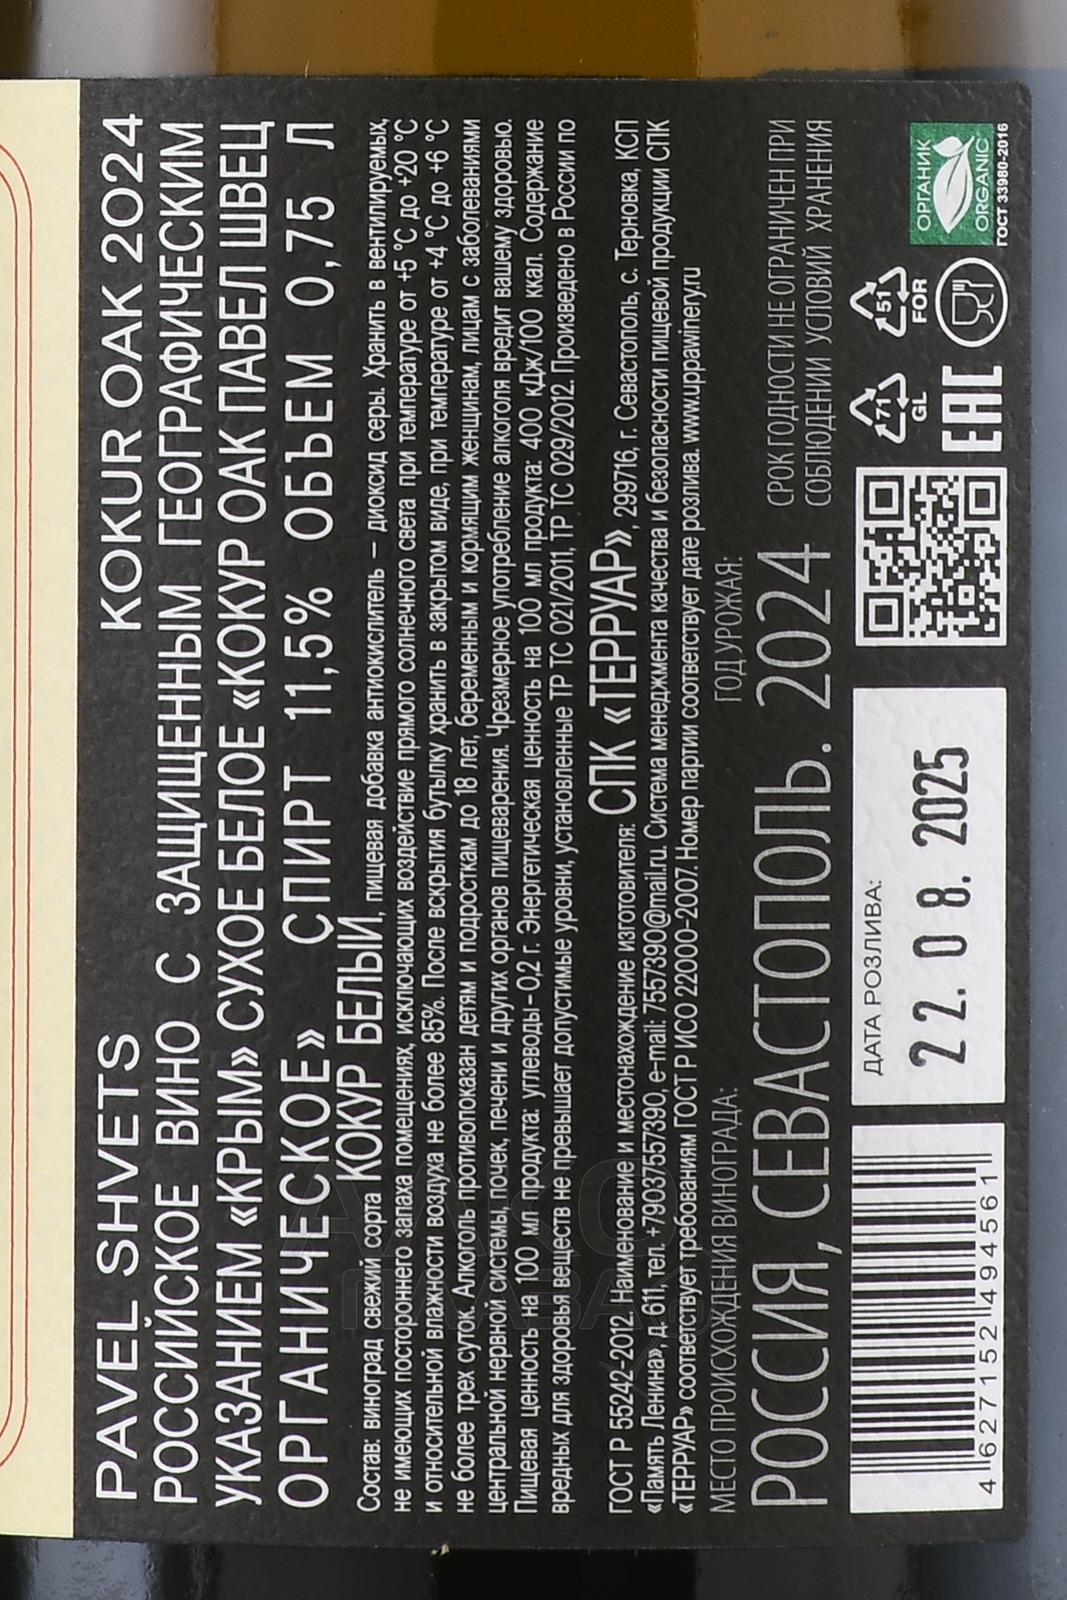 PAVEL SHVETS KOKUR OAK 2024
РОССИЙСКОЕ ВИНО С ЗАЩИЩЕННЫМ ГЕОГРАФИЧЕСКИМ
УКАЗАНИЕМ «КРЫМ» СУХОЕ БЕЛОЕ «КОКУР ОАК ПАВЕЛ ШВЕЦ
ОРГАНИЧЕСКОЕ» СПИРТ 11,5% ОБЪЕМ 0,75 Л
Состав: виноград свежий сорта КОКУР БЕЛЫЙ, пищевая добавка антиокислитель – диоксид серы. Хранить в вентилируемых,
не имеющих постороннего запаха помещениях, исключающих воздействие прямого солнечного света при температуре от +5 °C до +20 °C
и относительной влажности воздуха не более 85%. После вскрытия бутылку хранить в закрытом виде, при температуре от +4 °C до +6 °C
не более трех суток. Алкоголь противопоказан детям и подросткам до 18 лет, беременным и кормящим женщинам, лицам с заболеваниями
центральной нервной системы, почек, печени и других органов пищеварения. Чрезмерное употребление алкоголя вредит вашему здоровью.
Пищевая ценность на 100 мл продукта: углеводы – 0,2 г. Энергетическая ценность на 100 мл продукта: 400 кДж/100 ккал. Содержание
вредных для здоровья веществ не превышает допустимые уровни, установленные ТР ТС 021/2011, ТР ТС 029/2012. Произведено в России по
ГОСТ Р 55242-2012. Наименование и местонахождение изготовителя: СПК «ТЕРРУАР», 299716, г. Севастополь, с. Терновка, КСП
«Память Ленина», д. 611, тел. +79037557390, e-mail: 7557390@mail.ru. Система менеджмента качества и безопасности пищевой продукции СПК
«ТЕРРУАР» соответствует требованиям ГОСТ Р ИСО 22000-2007. Номер партии соответствует дате розлива. www.uppawinery.ru
МЕСТО ПРОИСХОЖДЕНИЯ ВИНОГРАДА: ГОД УРОЖАЯ:
РОССИЯ, СЕВАСТОПОЛЬ. 2024
СРОК ГОДНОСТИ НЕ ОГРАНИЧЕН ПРИ
СОБЛЮДЕНИИ УСЛОВИЙ ХРАНЕНИЯ
4 627152 494561
ДАТА РОЗЛИВА:
22. 08. 2025
71
GL
51
FOR
EAC
ОРГАНИК
ORGANIC
ГОСТ 33980-2016